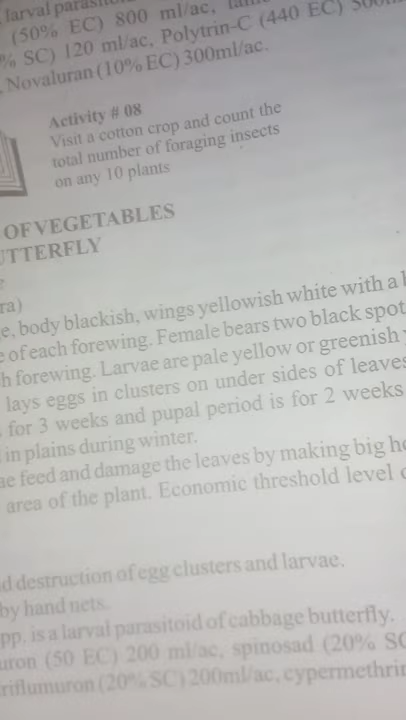 larval
(50% EC) 800 ml/ac,
% SC) 120 ml/ac, Polytrin-C (440 EC)
Novaluran (10% EC) 300ml/ac.
Activity # 08
Visit a cotton crop and count the
total number of foraging insects
on any 10 plants
OF VEGETABLES
UTTERFLY
ra)
e, body blackish, wings yellowish white with a
e of each forewing. Female bears two black spot
h forewing. Larvae are pale yellow or greenish
lays eggs in clusters on under sides of leaves
for 3 weeks and pupal period is for 2 weeks
in plains during winter.
ae feed and damage the leaves by making big
area of the plant. Economic threshold level
d destruction of egg clusters and larvae.
by hand nets.
pp. is a larval parasitoid of cabbage butterfly.
uron (50 EC) 200 ml/ac, spinosad (20% SC
riflumuron (20% SC) 200ml/ac, cypermethrin